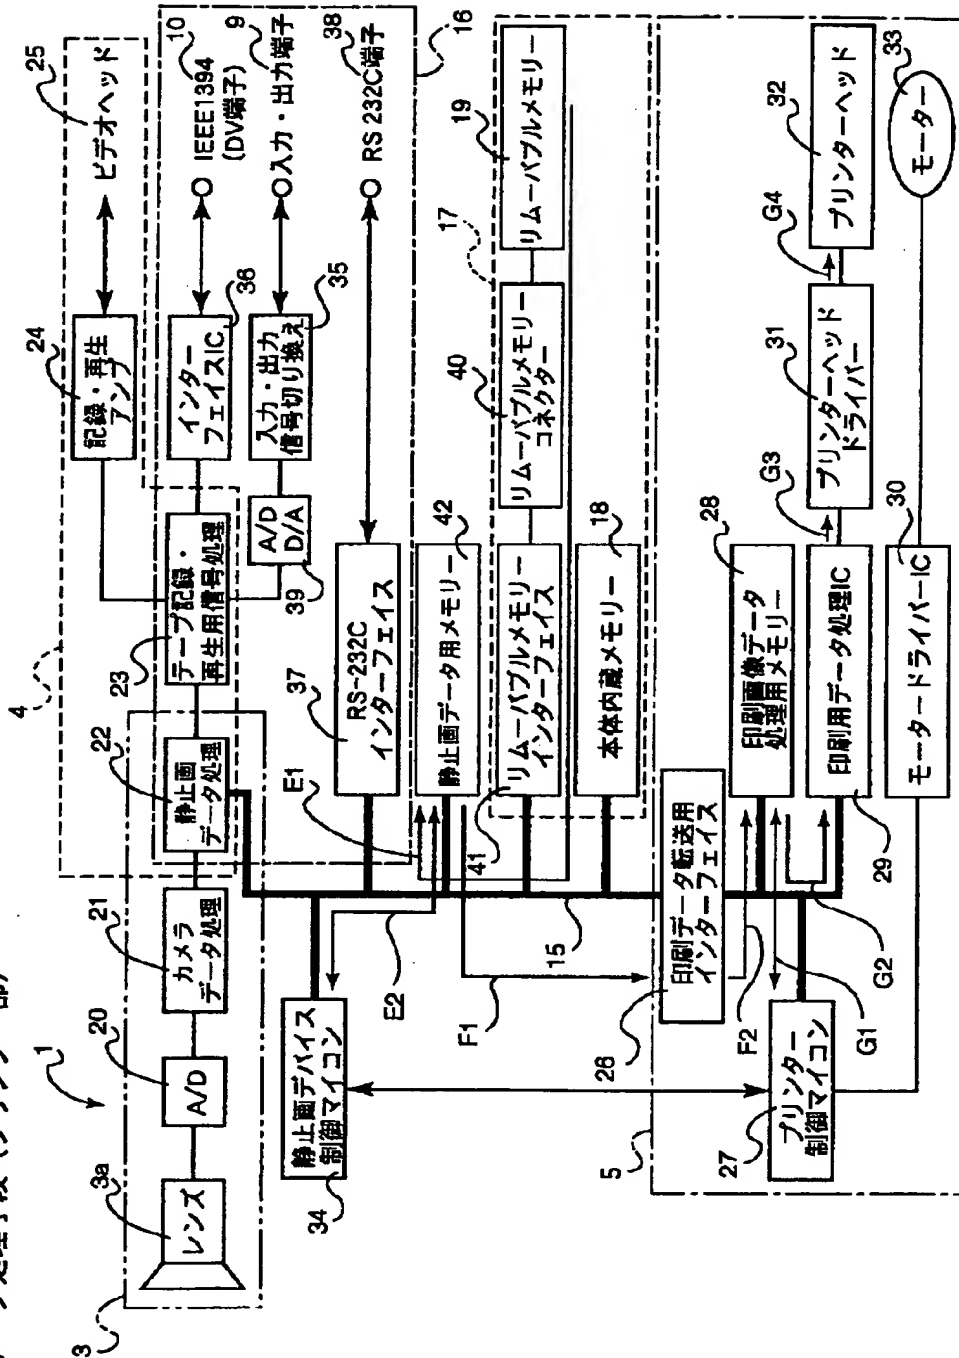 1
3
3a
レンズ
20
A/D
21
カメラ
データ処理
22
静止画
データ処理
4
23
テープ記録・
再生用信号処理
24
記録・再生
アンプ
25
ビデオヘッド
36
インター
フェイスIC
10
IEEE1394
(DV端子)
35
入力・出力
信号切り換え
9
入力・出力端子
A/D
D/A
39
38
RS 232C端子
16
37
RS-232C
インターフェイス
E1
静止画データ用メモリー
42
17
41
リムーバブルメモリー
インターフェイス
40
リムーバブルメモリー
コネクター
19
リムーバブルメモリー
本体内蔵メモリー
18
静止画デバイス
制御マイコン
34
E2
F1
15
5
26
印刷データ転送用
インターフェイス
27
プリンター
制御マイコン
F2
G1
G2
印刷画像データ
処理用メモリー
28
印刷用データ処理IC
29
G3
プリンターヘッド
ドライバー
31
G4
プリンターヘッド
32
モータードライバーIC
30
モーター
33